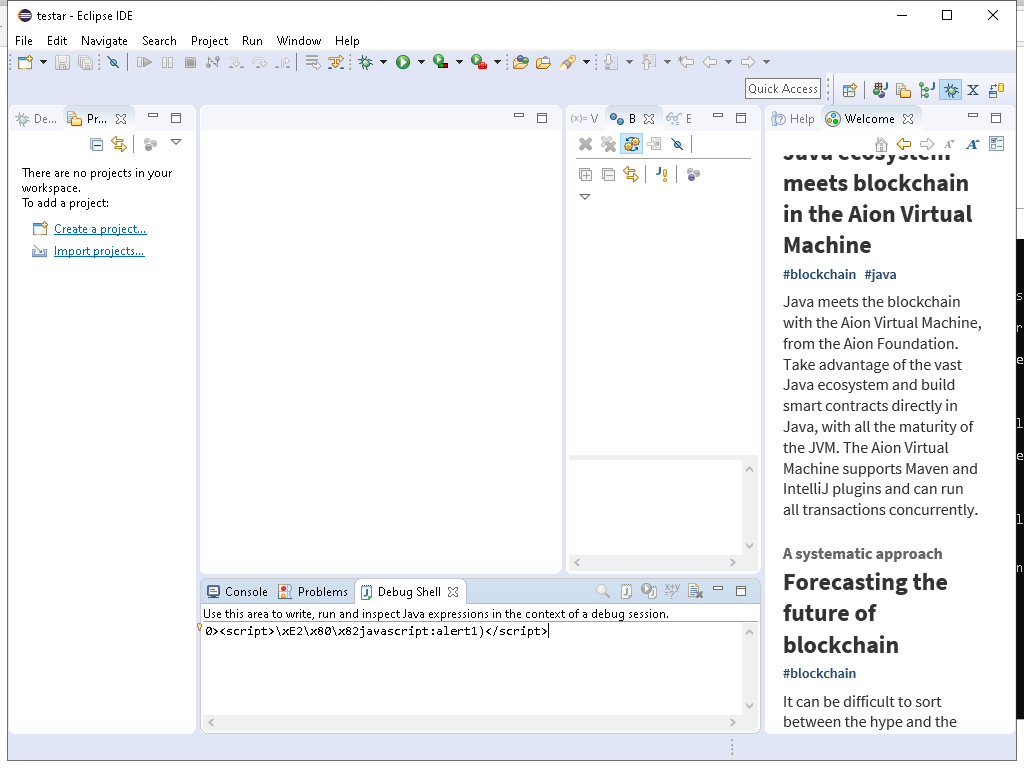 testar - Eclipse IDE
File Edit Navigate Search Project Run Window Help
Quick Access
De...
Pr...
There are no projects in your
workspace.
To add a project:
Create a project...
Import projects...
(x)= V
B
E
Help
Welcome
Java ecosystem
meets blockchain
in the Aion Virtual
Machine
#blockchain #java
Java meets the blockchain
with the Aion Virtual Machine,
from the Aion Foundation.
Take advantage of the vast
Java ecosystem and build
smart contracts directly in
Java, with all the maturity of
the JVM. The Aion Virtual
Machine supports Maven and
IntelliJ plugins and can run
all transactions concurrently.
A systematic approach
Forecasting the
future of
blockchain
#blockchain
It can be difficult to sort
between the hype and the
Console
Problems
Debug Shell
Use this area to write, run and inspect Java expressions in the context of a debug session.
0><script>\xE2\x80\x82javascript:alert1)</script>